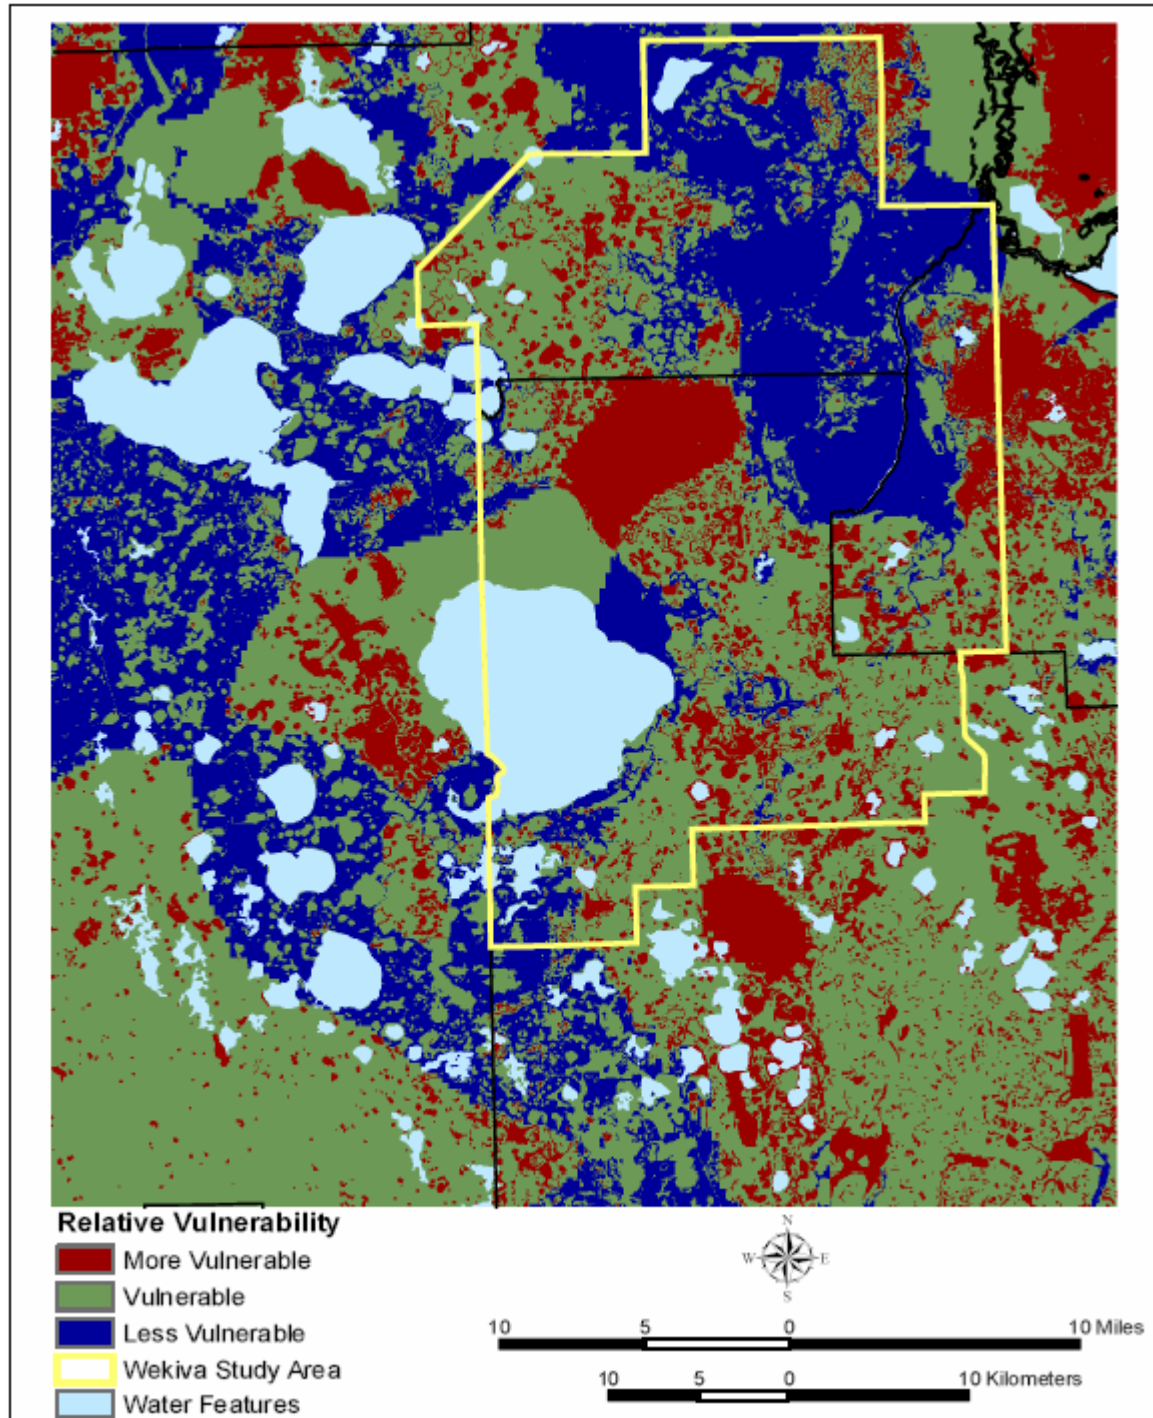 Relative Vulnerability
More Vulnerable
Vulnerable
Less Vulnerable
Wekiva Study Area
Water Features
N
W E
S
10 5 0 10 Miles
10 5 0 10 Kilometers